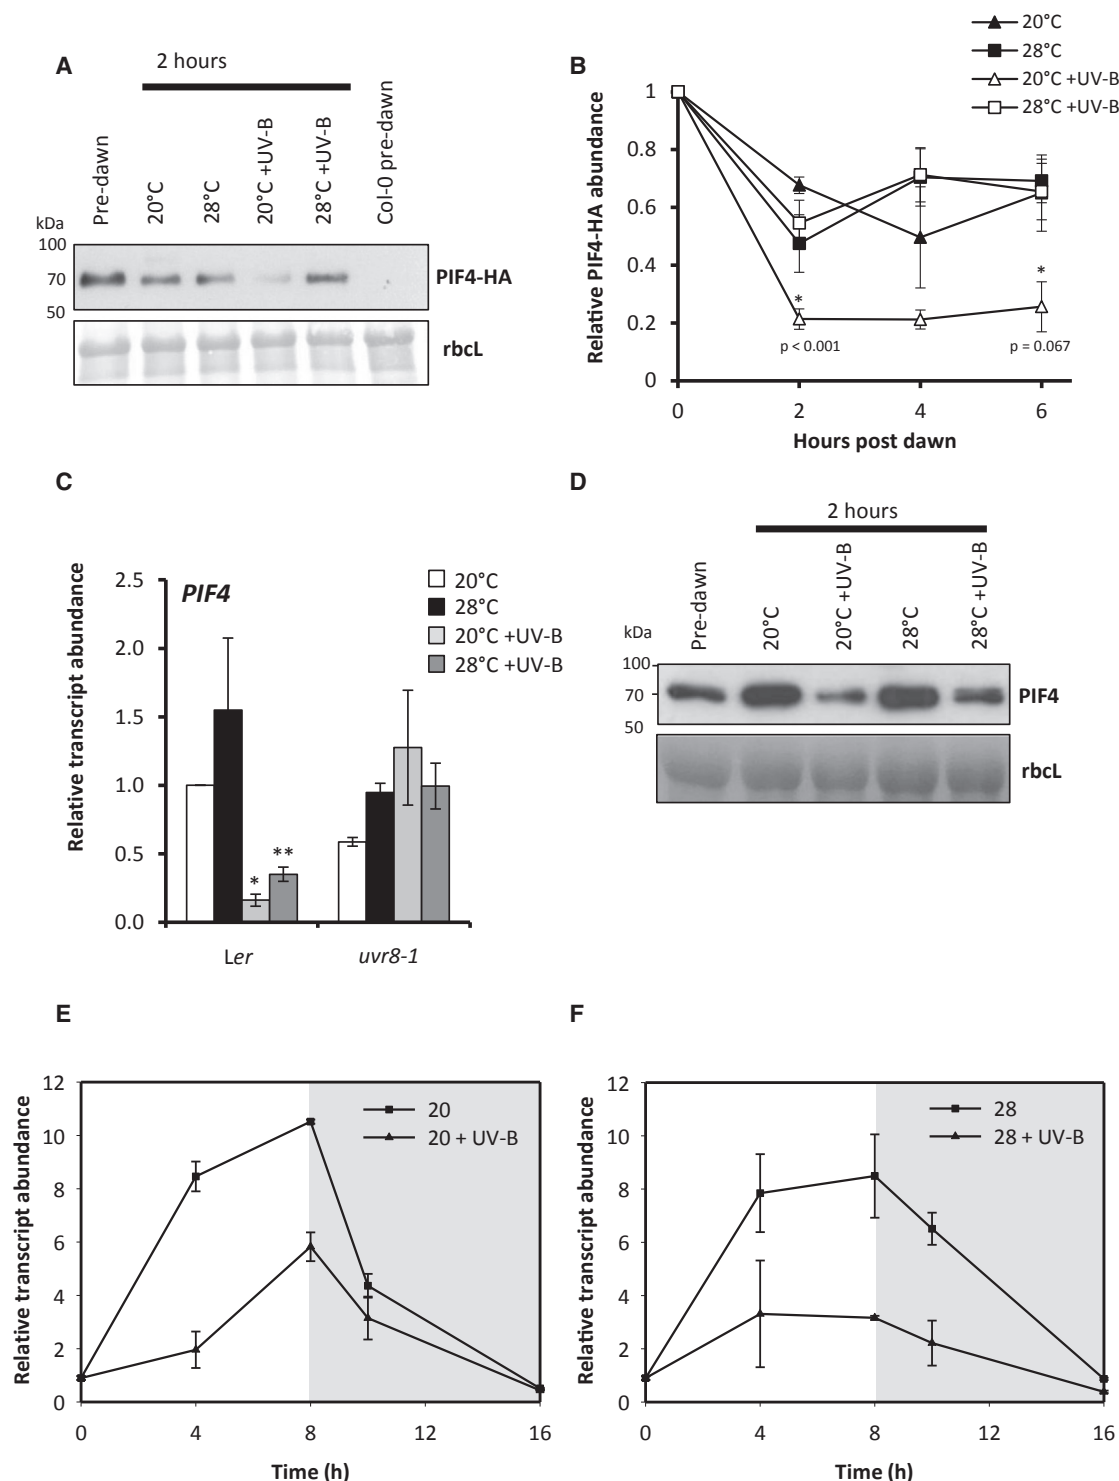 A
2 hours
Pre-dawn
20°C
28°C
20°C +UV-B
28°C +UV-B
Col-0 pre-dawn
kDa
100
70
50
PIF4-HA
rbcL
B
20°C
28°C
20°C +UV-B
28°C +UV-B
Relative PIF4-HA abundance
1
0.8
0.6
0.4
0.2
0
*
p < 0.001
*
p = 0.067
0
2
4
6
Hours post dawn
C
PIF4
20°C
28°C
20°C +UV-B
28°C +UV-B
Relative transcript abundance
2.5
2.0
1.5
1.0
0.5
0.0
*
**
Ler
uvr8-1
D
2 hours
Pre-dawn
20°C
20°C +UV-B
28°C
28°C +UV-B
kDa
100
70
50
PIF4
rbcL
E
Relative transcript abundance
12
10
8
6
4
2
0
20
20 + UV-B
0
4
8
12
16
Time (h)
F
Relative transcript abundance
12
10
8
6
4
2
0
28
28 + UV-B
0
4
8
12
16
Time (h)